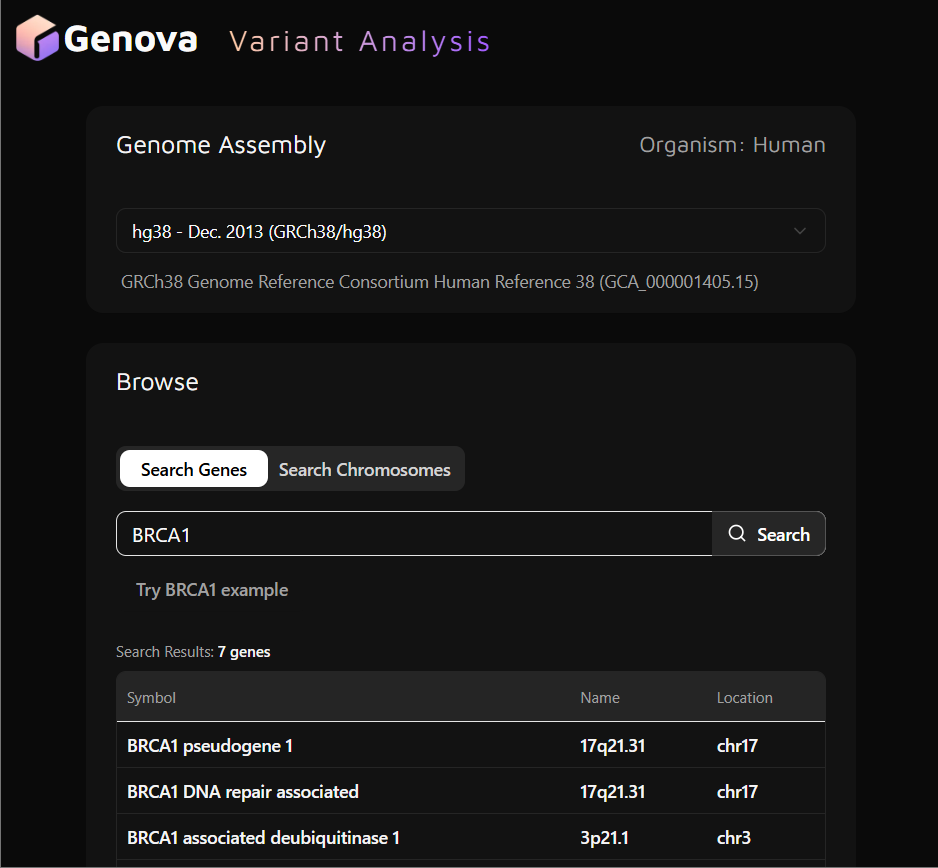 Genova Variant Analysis
Genome Assembly Organism: Human
hg38 - Dec. 2013 (GRCh38/hg38)
GRCh38 Genome Reference Consortium Human Reference 38 (GCA_000001405.15)
Browse
Search Genes Search Chromosomes
BRCA1 Search
Try BRCA1 example
Search Results: 7 genes
Symbol Name Location
BRCA1 pseudogene 1 17q21.31 chr17
BRCA1 DNA repair associated 17q21.31 chr17
BRCA1 associated deubiquitinase 1 3p21.1 chr3